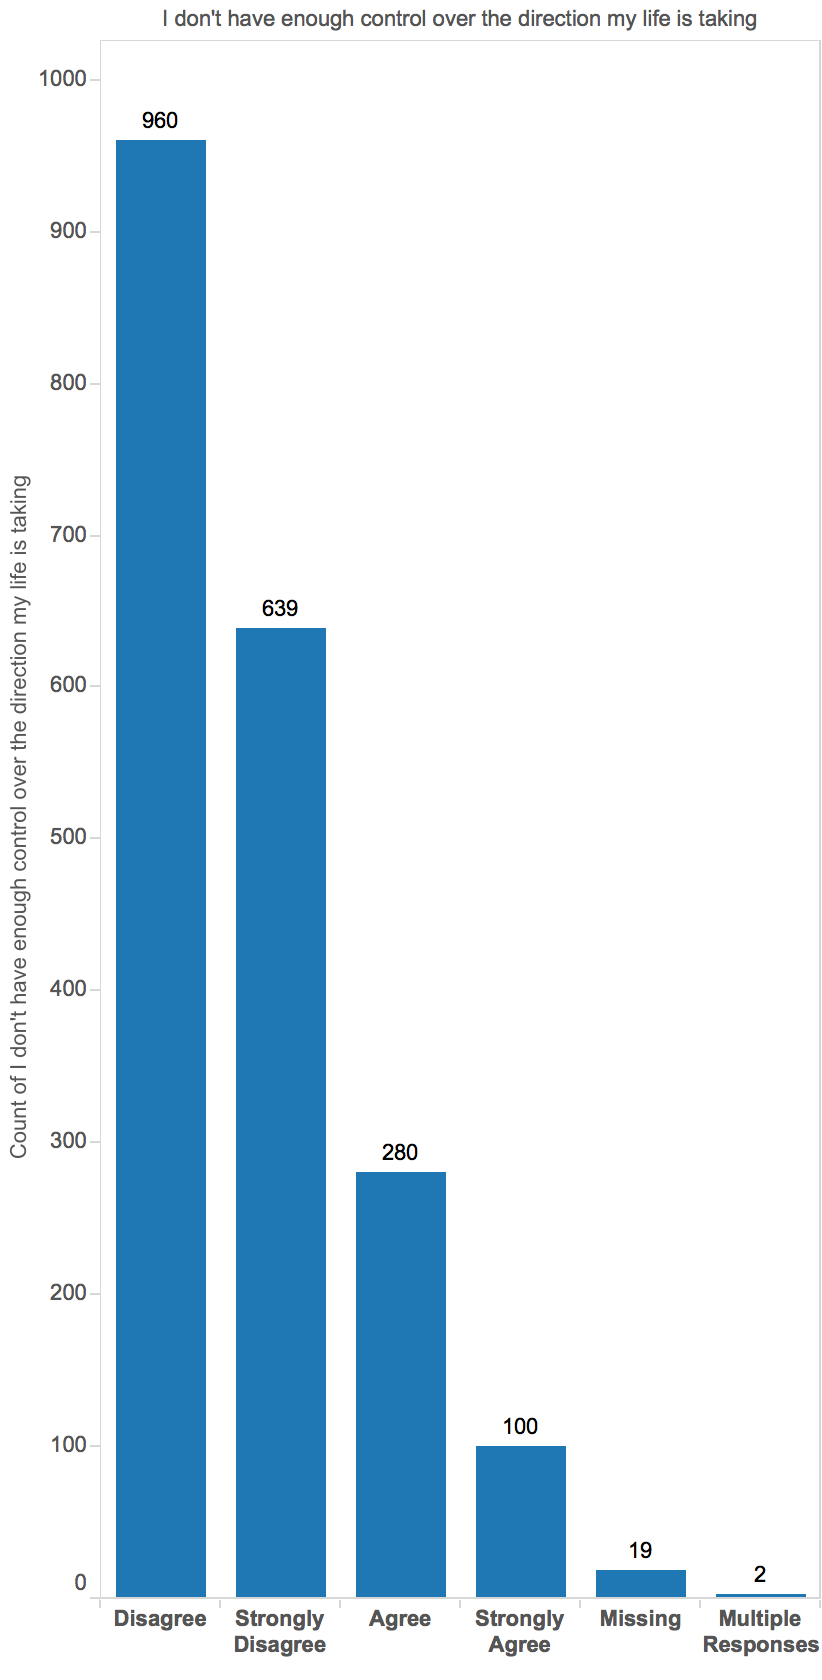 I don't have enough control over the direction my life is taking
Count of I don't have enough control over the direction my life is taking
1000
900
800
700
600
500
400
300
200
100
0
960
639
280
100
19
2
Disagree
Strongly
Disagree
Agree
Strongly
Agree
Missing
Multiple
Responses